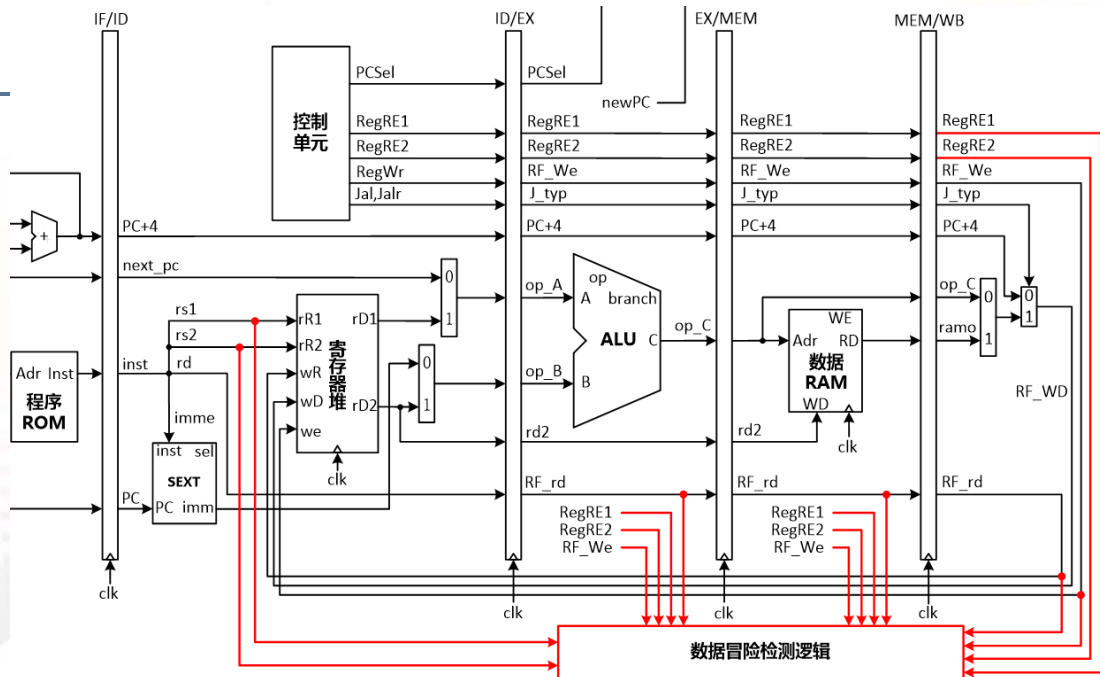 IF/ID
ID/EX
EX/MEM
MEM/WB
控制
单元
PCSel
PCSel
newPC
RegRE1
RegRE1
RegRE1
RegRE1
RegRE2
RegRE2
RegRE2
RegRE2
RegWr
RF_We
RF_We
RF_We
Jal,Jalr
J_typ
J_typ
J_typ
+
PC+4
PC+4
PC+4
PC+4
next_pc
0
1
op_A
A
op
branch
ALU
C
B
op_C
op_B
rs1
rs2
rd
inst
imme
rR1
rR2
wR
wD
we
寄存器堆
rD1
rD2
clk
0
1
Adr Inst
程序
ROM
inst sel
SEXT
PC imm
PC
rd2
rd2
WE
Adr RD
数据
RAM
WD
clk
op_C
ramo
0
1
0
1
RF_WD
RF_rd
RF_rd
RF_rd
RegRE1
RegRE2
RF_We
RegRE1
RegRE2
RF_We
clk
clk
clk
clk
数据冒险检测逻辑